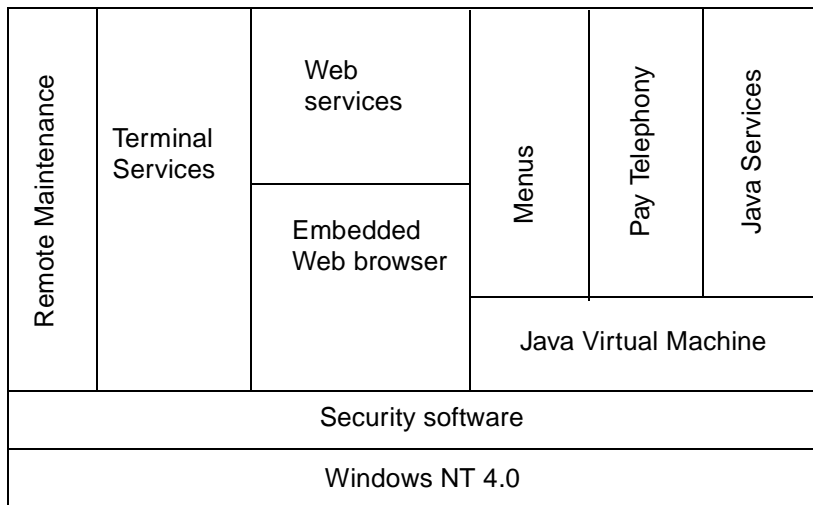 Remote Maintenance
Terminal
Services
Web
services
Embedded
Web browser
Menus
Pay Telephony
Java Services
Java Virtual Machine
Security software
Windows NT 4.0